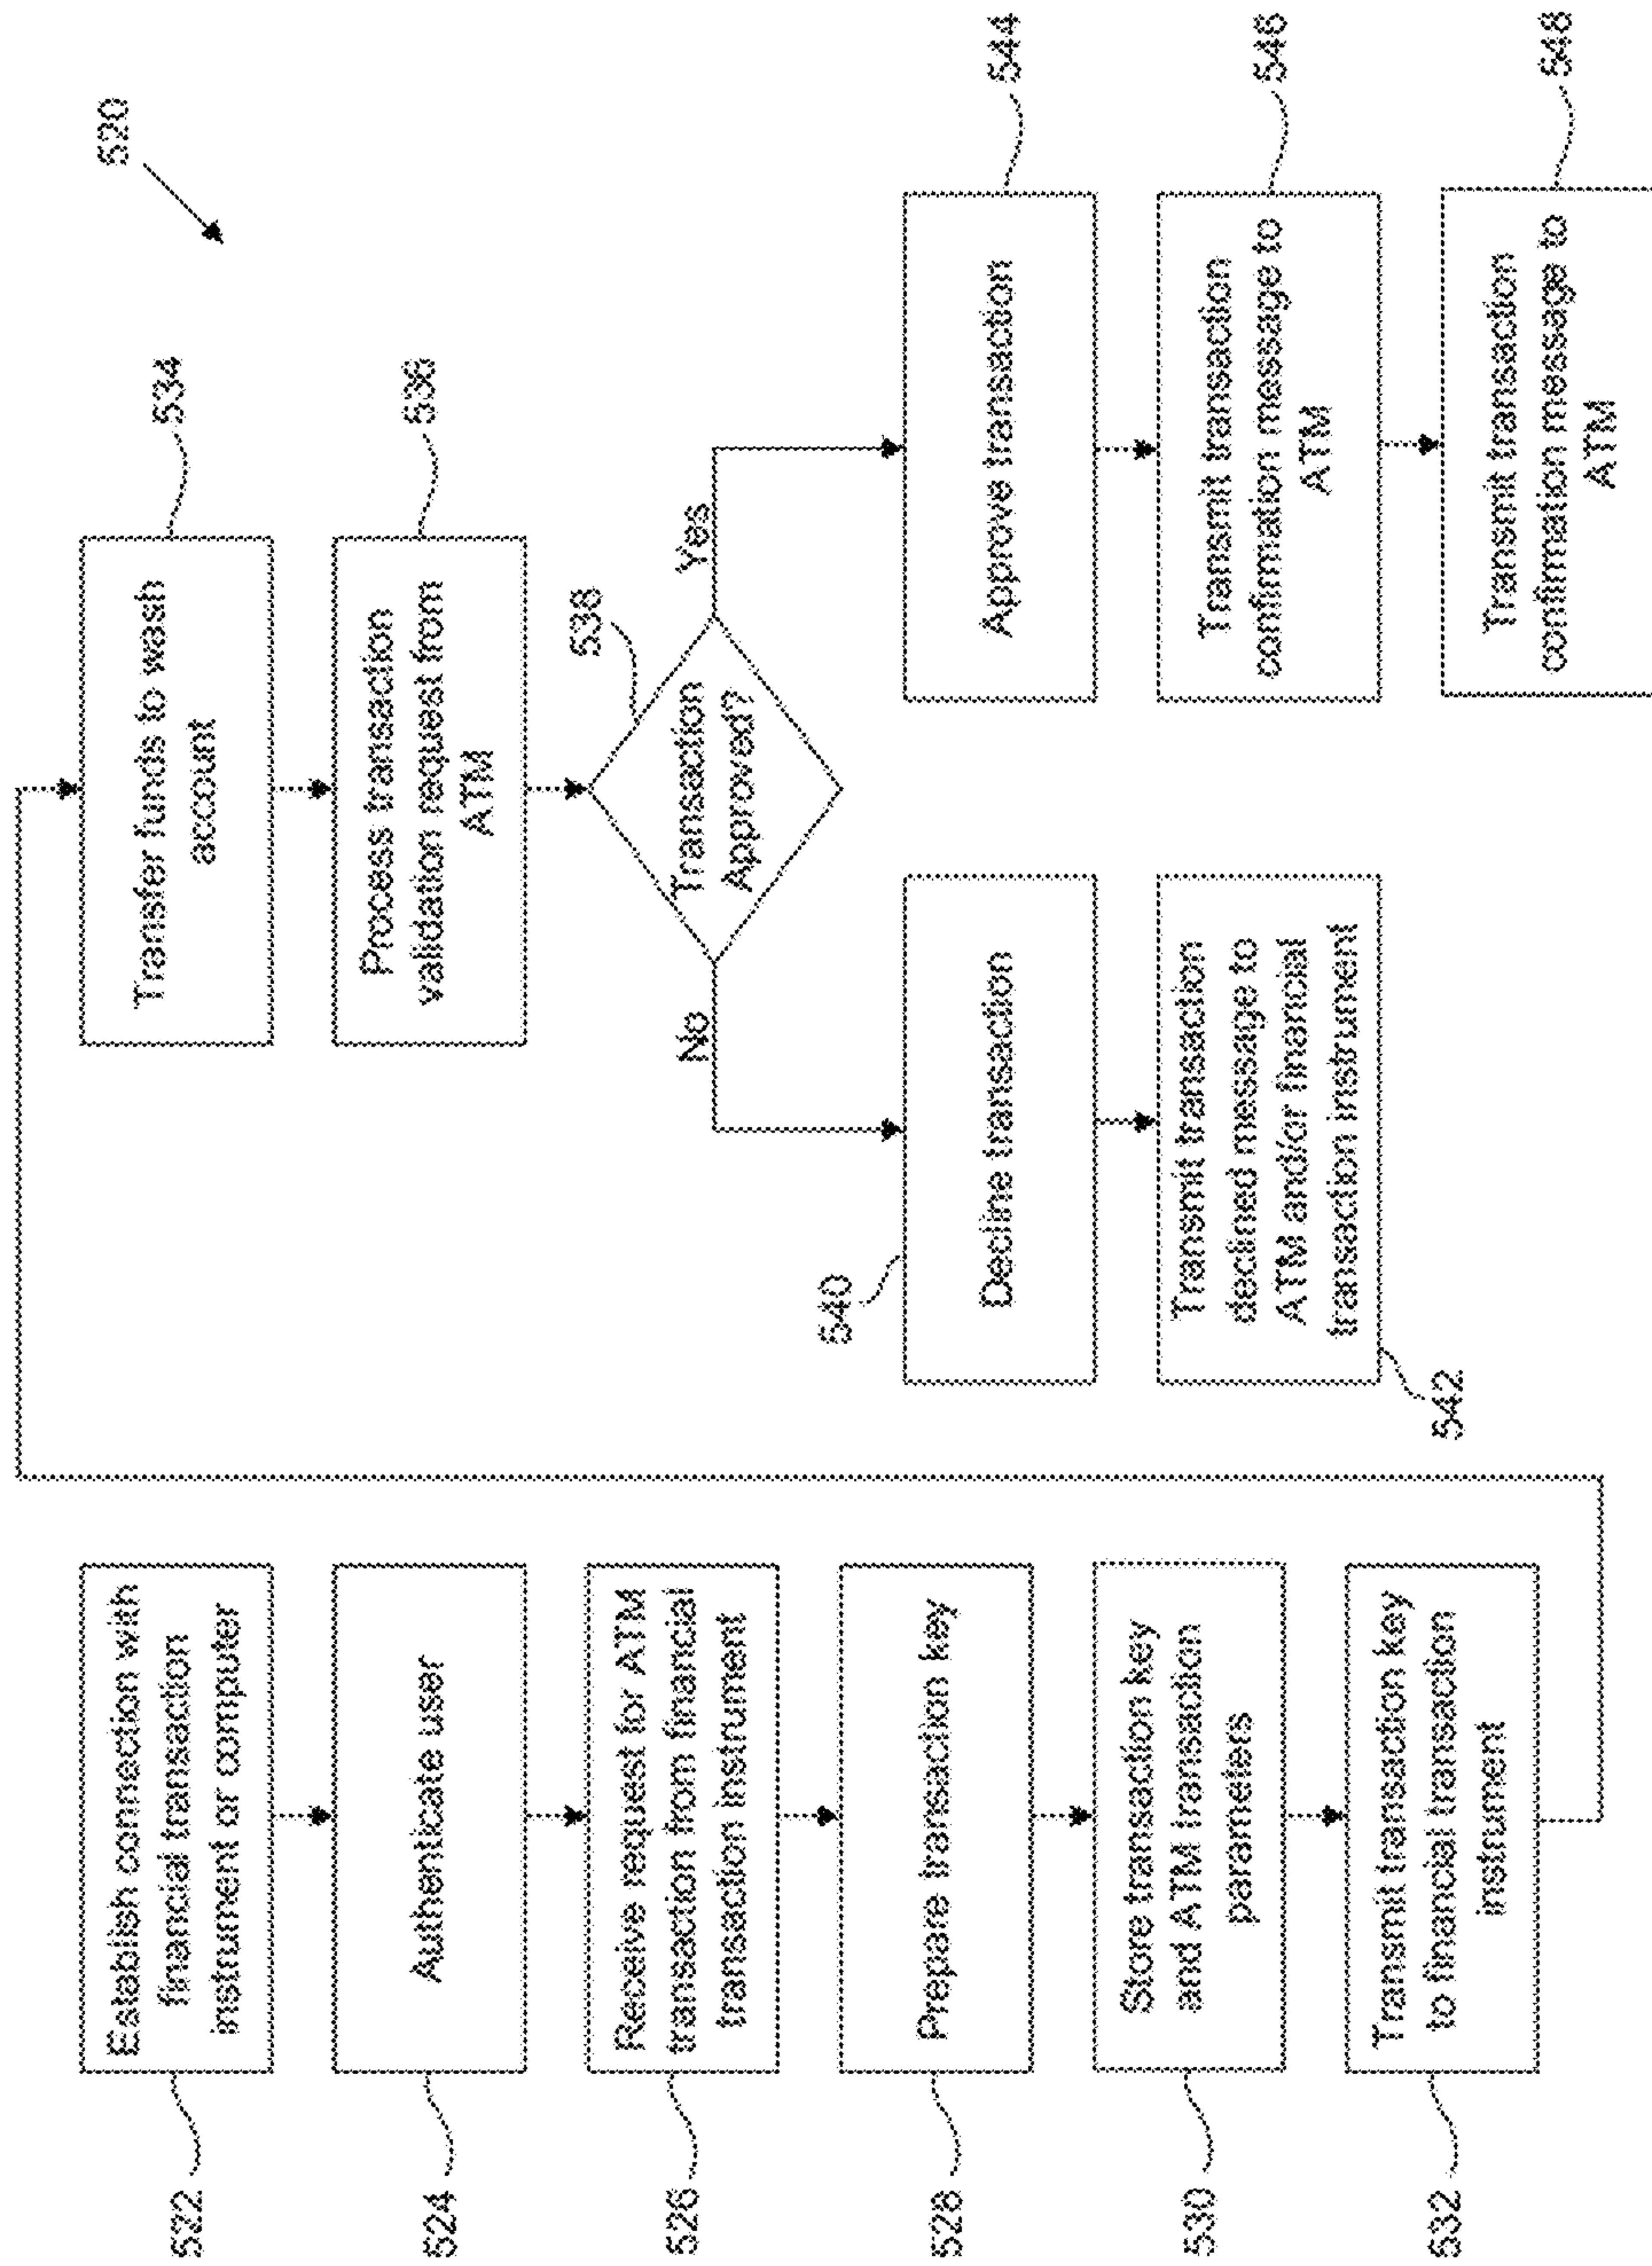 520
522
Establish connection with
financial transaction
instrument or computer
524
Authenticate user
526
Receive request for ATM
transaction from financial
transaction instrument
528
Prepare transaction key
530
Store transaction key
and ATM transaction
parameters
532
Transmit transaction key
to financial transaction
instrument
534
Transfer funds to wash
account
536
Process transaction
validation request from
ATM
538
Transaction
Approved?
No
Yes
540
Decline transaction
542
Transmit transaction
declined message to
ATM and/or financial
transaction instrument
544
Approve transaction
546
Transmit transaction
confirmation message to
ATM
548
Transmit transaction
confirmation message to
ATM